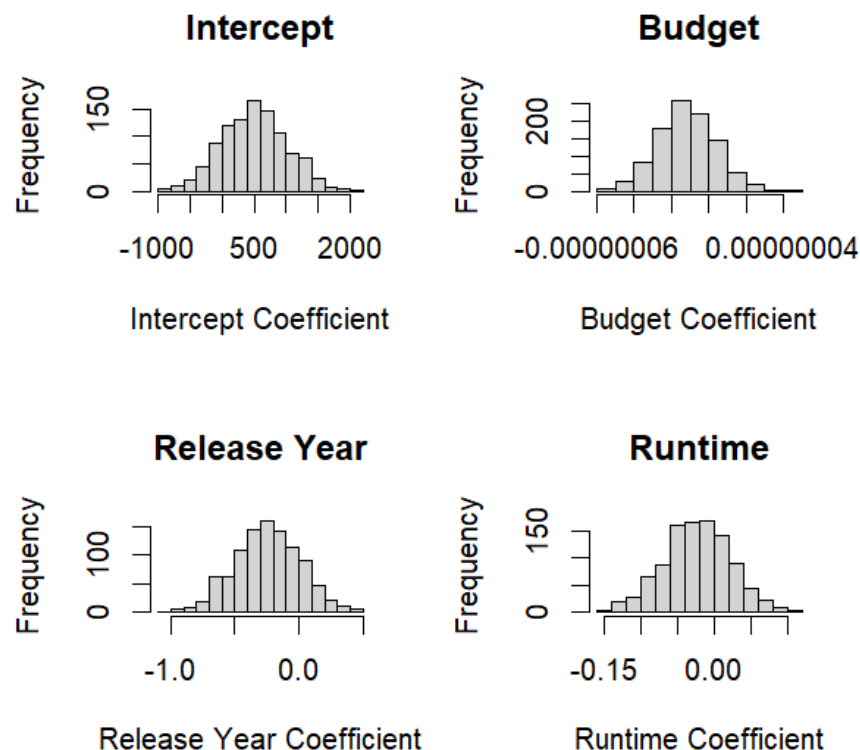 Intercept
Frequency
150
0
-1000 500 2000
Intercept Coefficient
Budget
Frequency
200
0
-0.00000006 0.00000004
Budget Coefficient
Release Year
Frequency
100
0
-1.0 0.0
Release Year Coefficient
Runtime
Frequency
150
0
-0.15 0.00
Runtime Coefficient